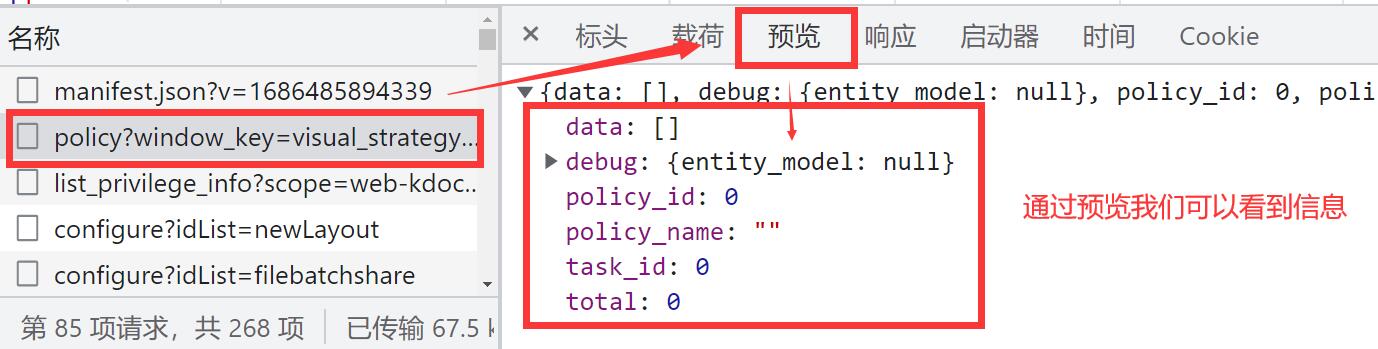 名称
manifest.json?v=1686485894339
policy?window_key=visual_strategy...
list_privilege_info?scope=web-kdoc...
configure?idList=newLayout
configure?idList=filebatchshare
第 85 项请求，共 268 项
已传输 67.5 k
× 标头 载荷 预览 响应 启动器 时间 Cookie
▼{data: [], debug: {entity_model: null}, policy_id: 0, poli
data: []
▶debug: {entity_model: null}
policy_id: 0
policy_name: ""
task_id: 0
total: 0
通过预览我们可以看到信息